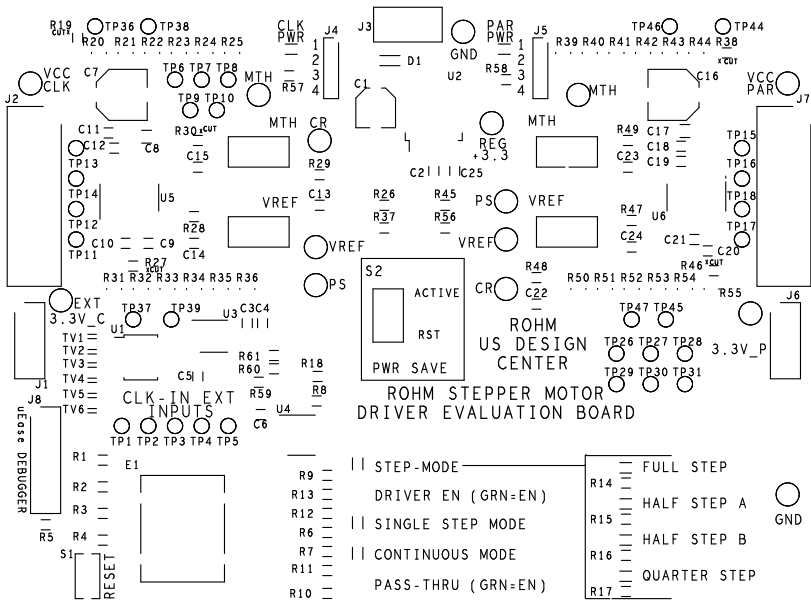 R19 CUTX TP36 TP38 CLK PWR J4 J3 GND PAR PWR J5 TP46 TP44
R20 R21 R22 R23 R24 R25
R39 R40 R41 R42 R43 R44 R38
XCUT
1 2 3 4
1 2 3 4
D1 U2
R57 R58
VCC CLK
C7
TP6 TP7 TP8
MTH
C1
MTH
C16
VCC PAR
J2
TP9 TP10
J7
MTH CR
REG +3.3
MTH
C11 C12 C8
R30 XCUT
C15
R49 C17 C18 C19 C23
TP15
TP13
R29
C2 C25
TP16
TP14
U5
VREF
C13
R26 R45
PS
VREF
TP18
TP12
R28
R37 R56
R47 U6
TP17
TP11
C10 C9 C14
VREF
VREF
C24 C21 C20
R27 XCUT
R46 XCUT
R31 R32 R33 R34 R35 R36
PS
S2
CR
R48
C22
R50 R51 R52 R53 R54
R55
EXT 3.3V_C
TP37 TP39
U3 C3 C4
ACTIVE
RST
PWR SAVE
ROHM
US DESIGN
CENTER
TP47 TP45
J6
3.3V_P
TV1 U1
TV2
TV3
TV4
TV5
TV6
R61
R60
R18
C5
R59
R8
C6
U4
TP26 TP27 TP28
TP29 TP30 TP31
J1
CLK-IN EXT
INPUTS
ROHM STEPPER MOTOR
DRIVER EVALUATION BOARD
J8
uEase DEBUGGER
TP1 TP2 TP3 TP4 TP5
R1
E1
R2
R3
R4
R5
S1
RESET
R9
R13
R12
R6
R7
R11
R10
STEP-MODE
DRIVER EN (GRN=EN)
SINGLE STEP MODE
CONTINUOUS MODE
PASS-THRU (GRN=EN)
FULL STEP
R14
HALF STEP A
R15
HALF STEP B
R16
QUARTER STEP
R17
GND